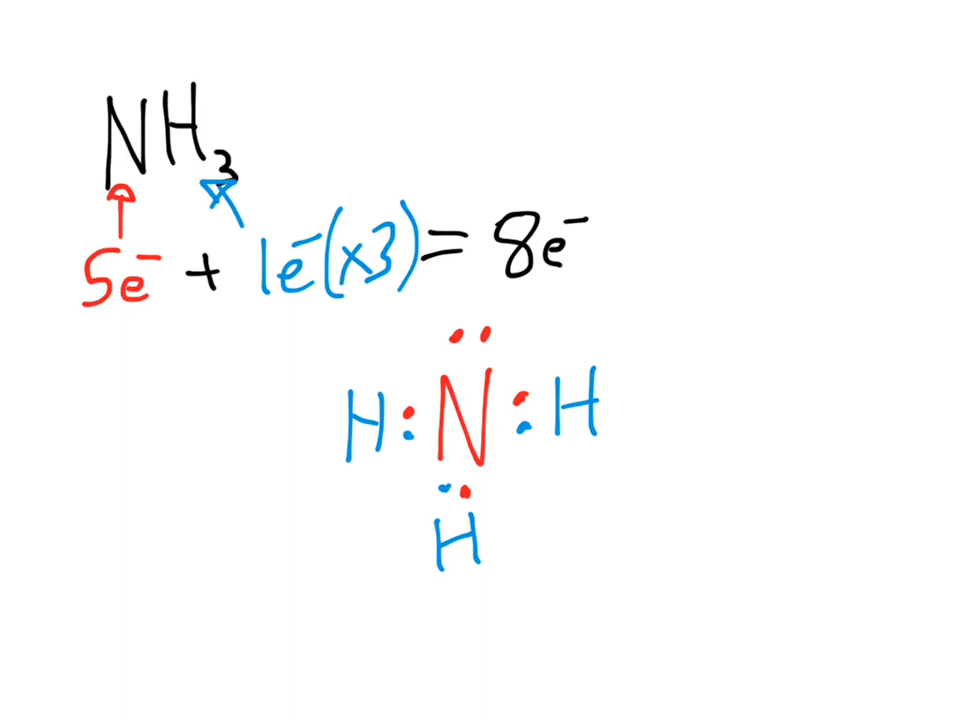 NH₃
5e⁻ + 1e⁻(x3) = 8e⁻
··
H : N : H
··
H